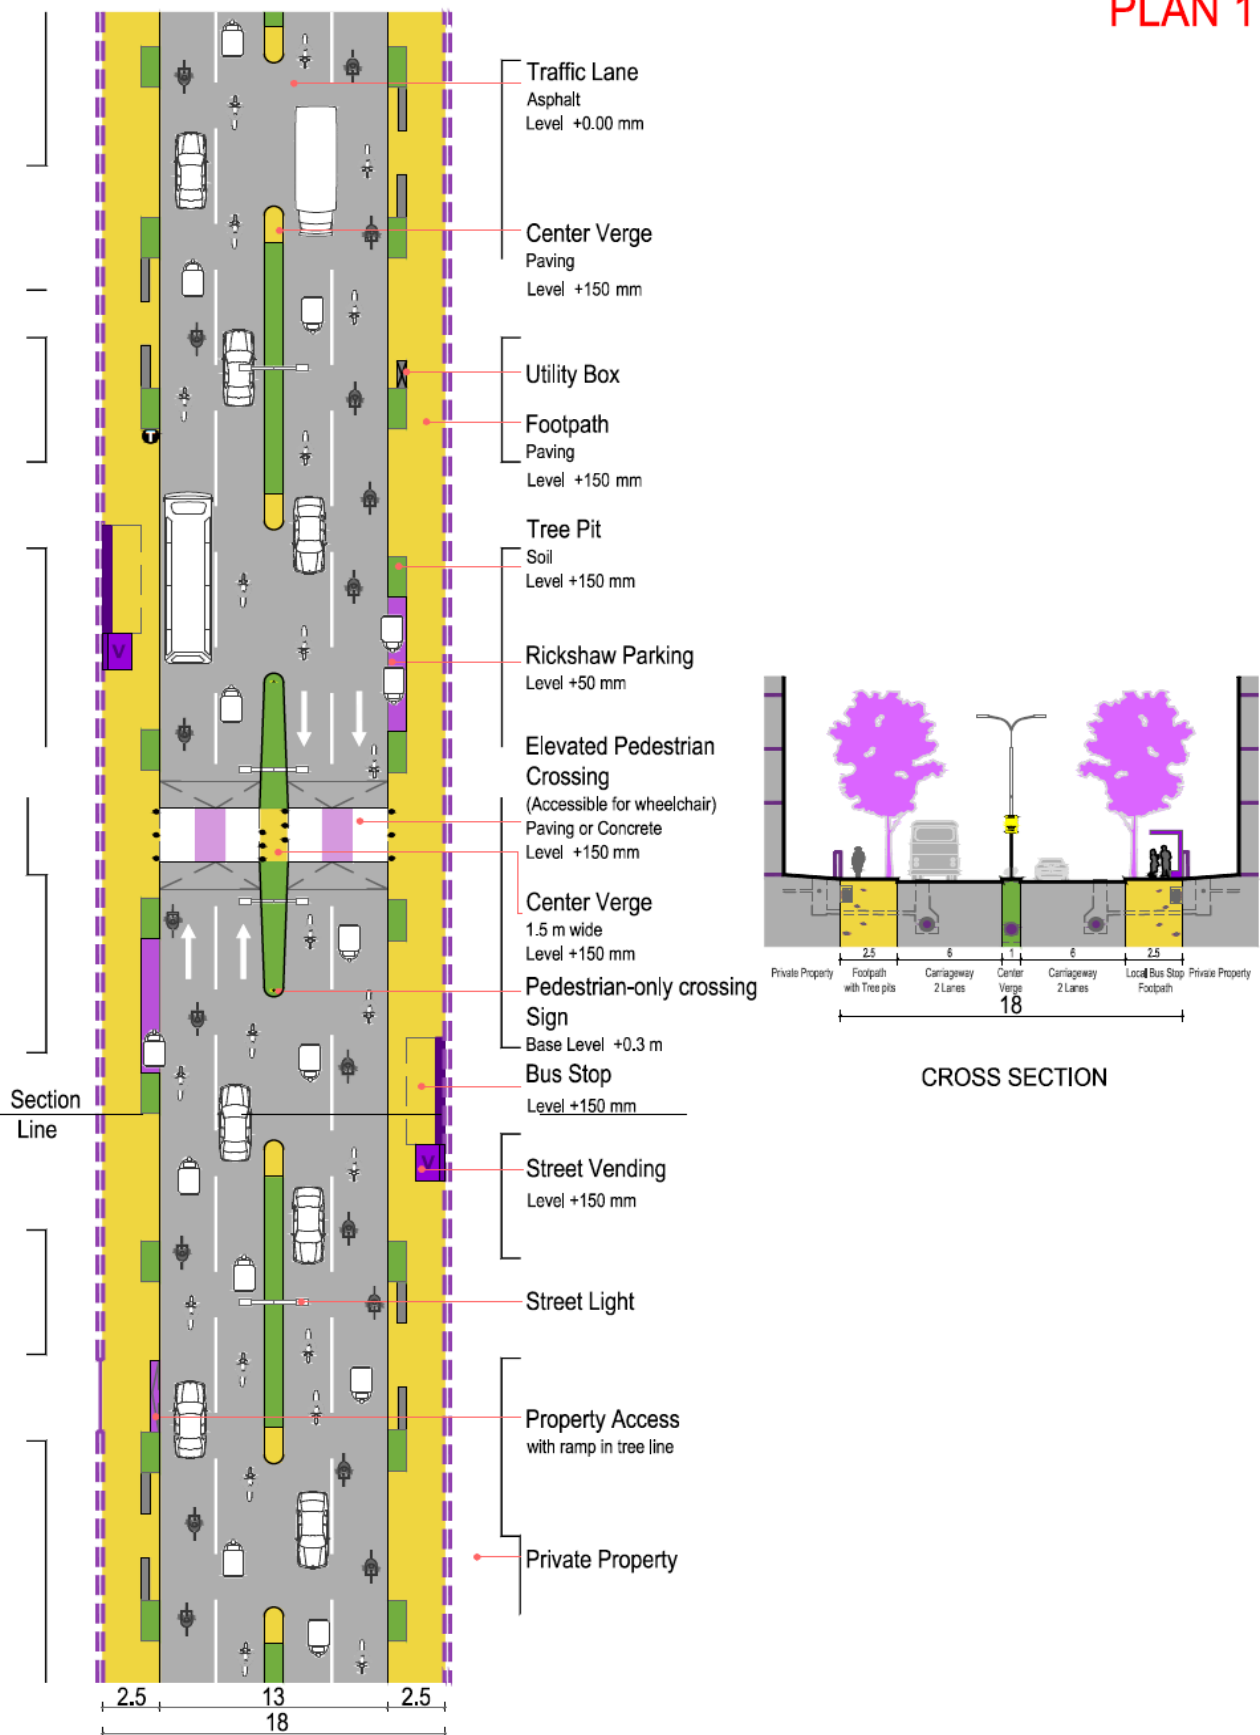 PLAN 1
Traffic Lane
Asphalt
Level +0.00 mm
Center Verge
Paving
Level +150 mm
Utility Box
Footpath
Paving
Level +150 mm
T
Tree Pit
Soil
Level +150 mm
V
Rickshaw Parking
Level +50 mm
Elevated Pedestrian
Crossing
(Accessible for wheelchair)
Paving or Concrete
Level +150 mm
Center Verge
1.5 m wide
Level +150 mm
Pedestrian-only crossing
Sign
Base Level +0.3 m
Bus Stop
Level +150 mm
Section
Line
V
Street Vending
Level +150 mm
Street Light
Property Access
with ramp in tree line
Private Property
2.5 13 2.5
18
2.5 6 1 6 2.5
Private Property Footpath Carriageway Center Carriageway Local Bus Stop Private Property
with Tree pits 2 Lanes Verge 2 Lanes Footpath
18
CROSS SECTION